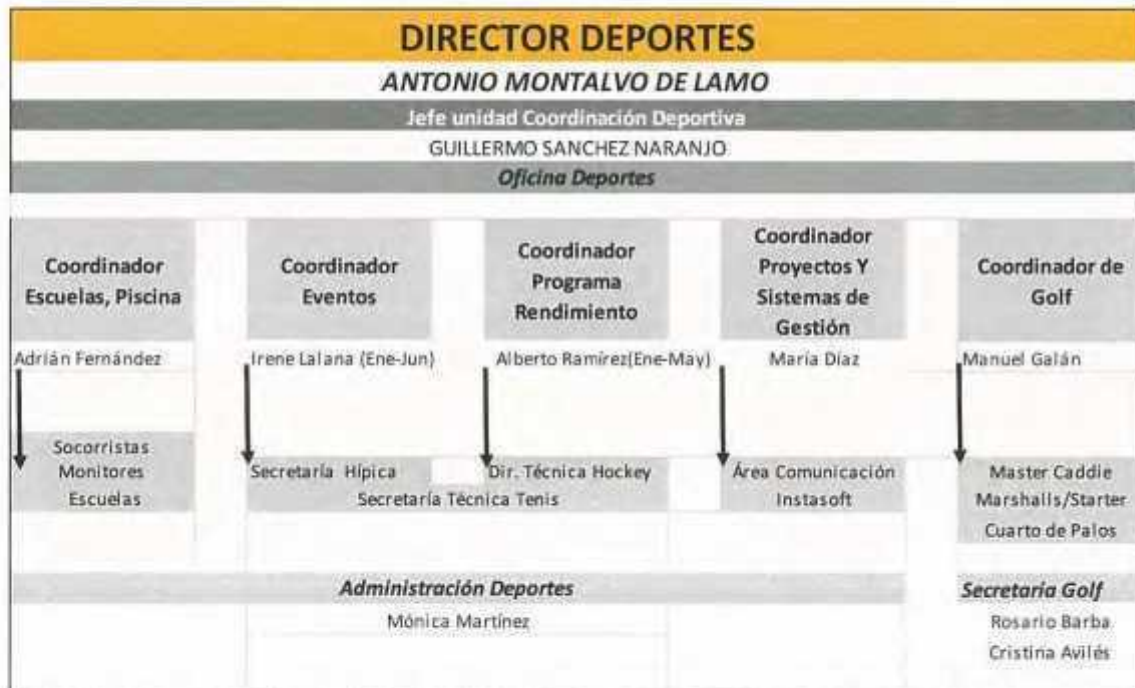 DIRECTOR DEPORTES
ANTONIO MONTALVO DE LAMO
Jefe unidad Coordinación Deportiva
GUILLERMO SANCHEZ NARANJO
Oficina Deportes
Coordinador
Escuelas, Piscina
Adrián Fernández
Socorristas
Monitores
Escuelas
Coordinador
Eventos
Irene Lalana (Ene-Jun)
Secretaría Hípica
Coordinador
Programa
Rendimiento
Alberto Ramírez(Ene-May)
Dir. Técnica Hockey
Secretaría Técnica Tenis
Coordinador
Proyectos Y
Sistemas de
Gestión
María Díaz
Área Comunicación
Instasoft
Coordinador de
Golf
Manuel Galán
Master Caddie
Marshalls/Starter
Cuarto de Palos
Administración Deportes
Mónica Martínez
Secretaria Golf
Rosario Barba
Cristina Avilés